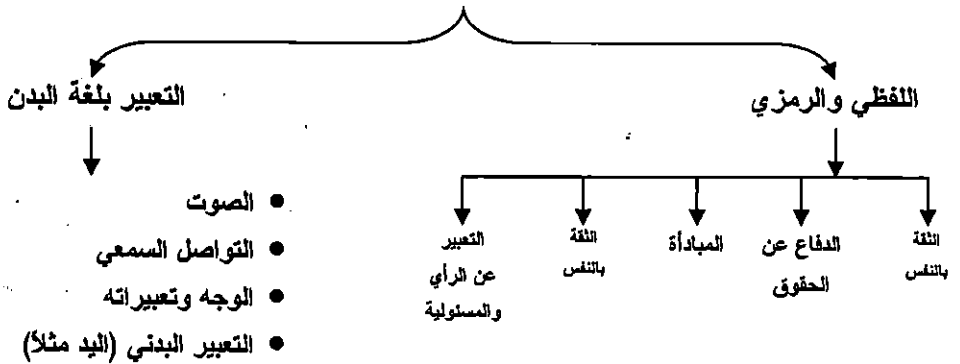 اللفظي والرمزي
التعبير بلغة البدن
الثقة
بالنفس
الدفاع عن
الحقوق
المبادأة
الثقة
بالنفس
التعبير
عن الرأي
والمسئولية
• الصوت
• التواصل السمعي
• الوجه وتعبيراته
• التعبير البدني (اليد مثلاً)